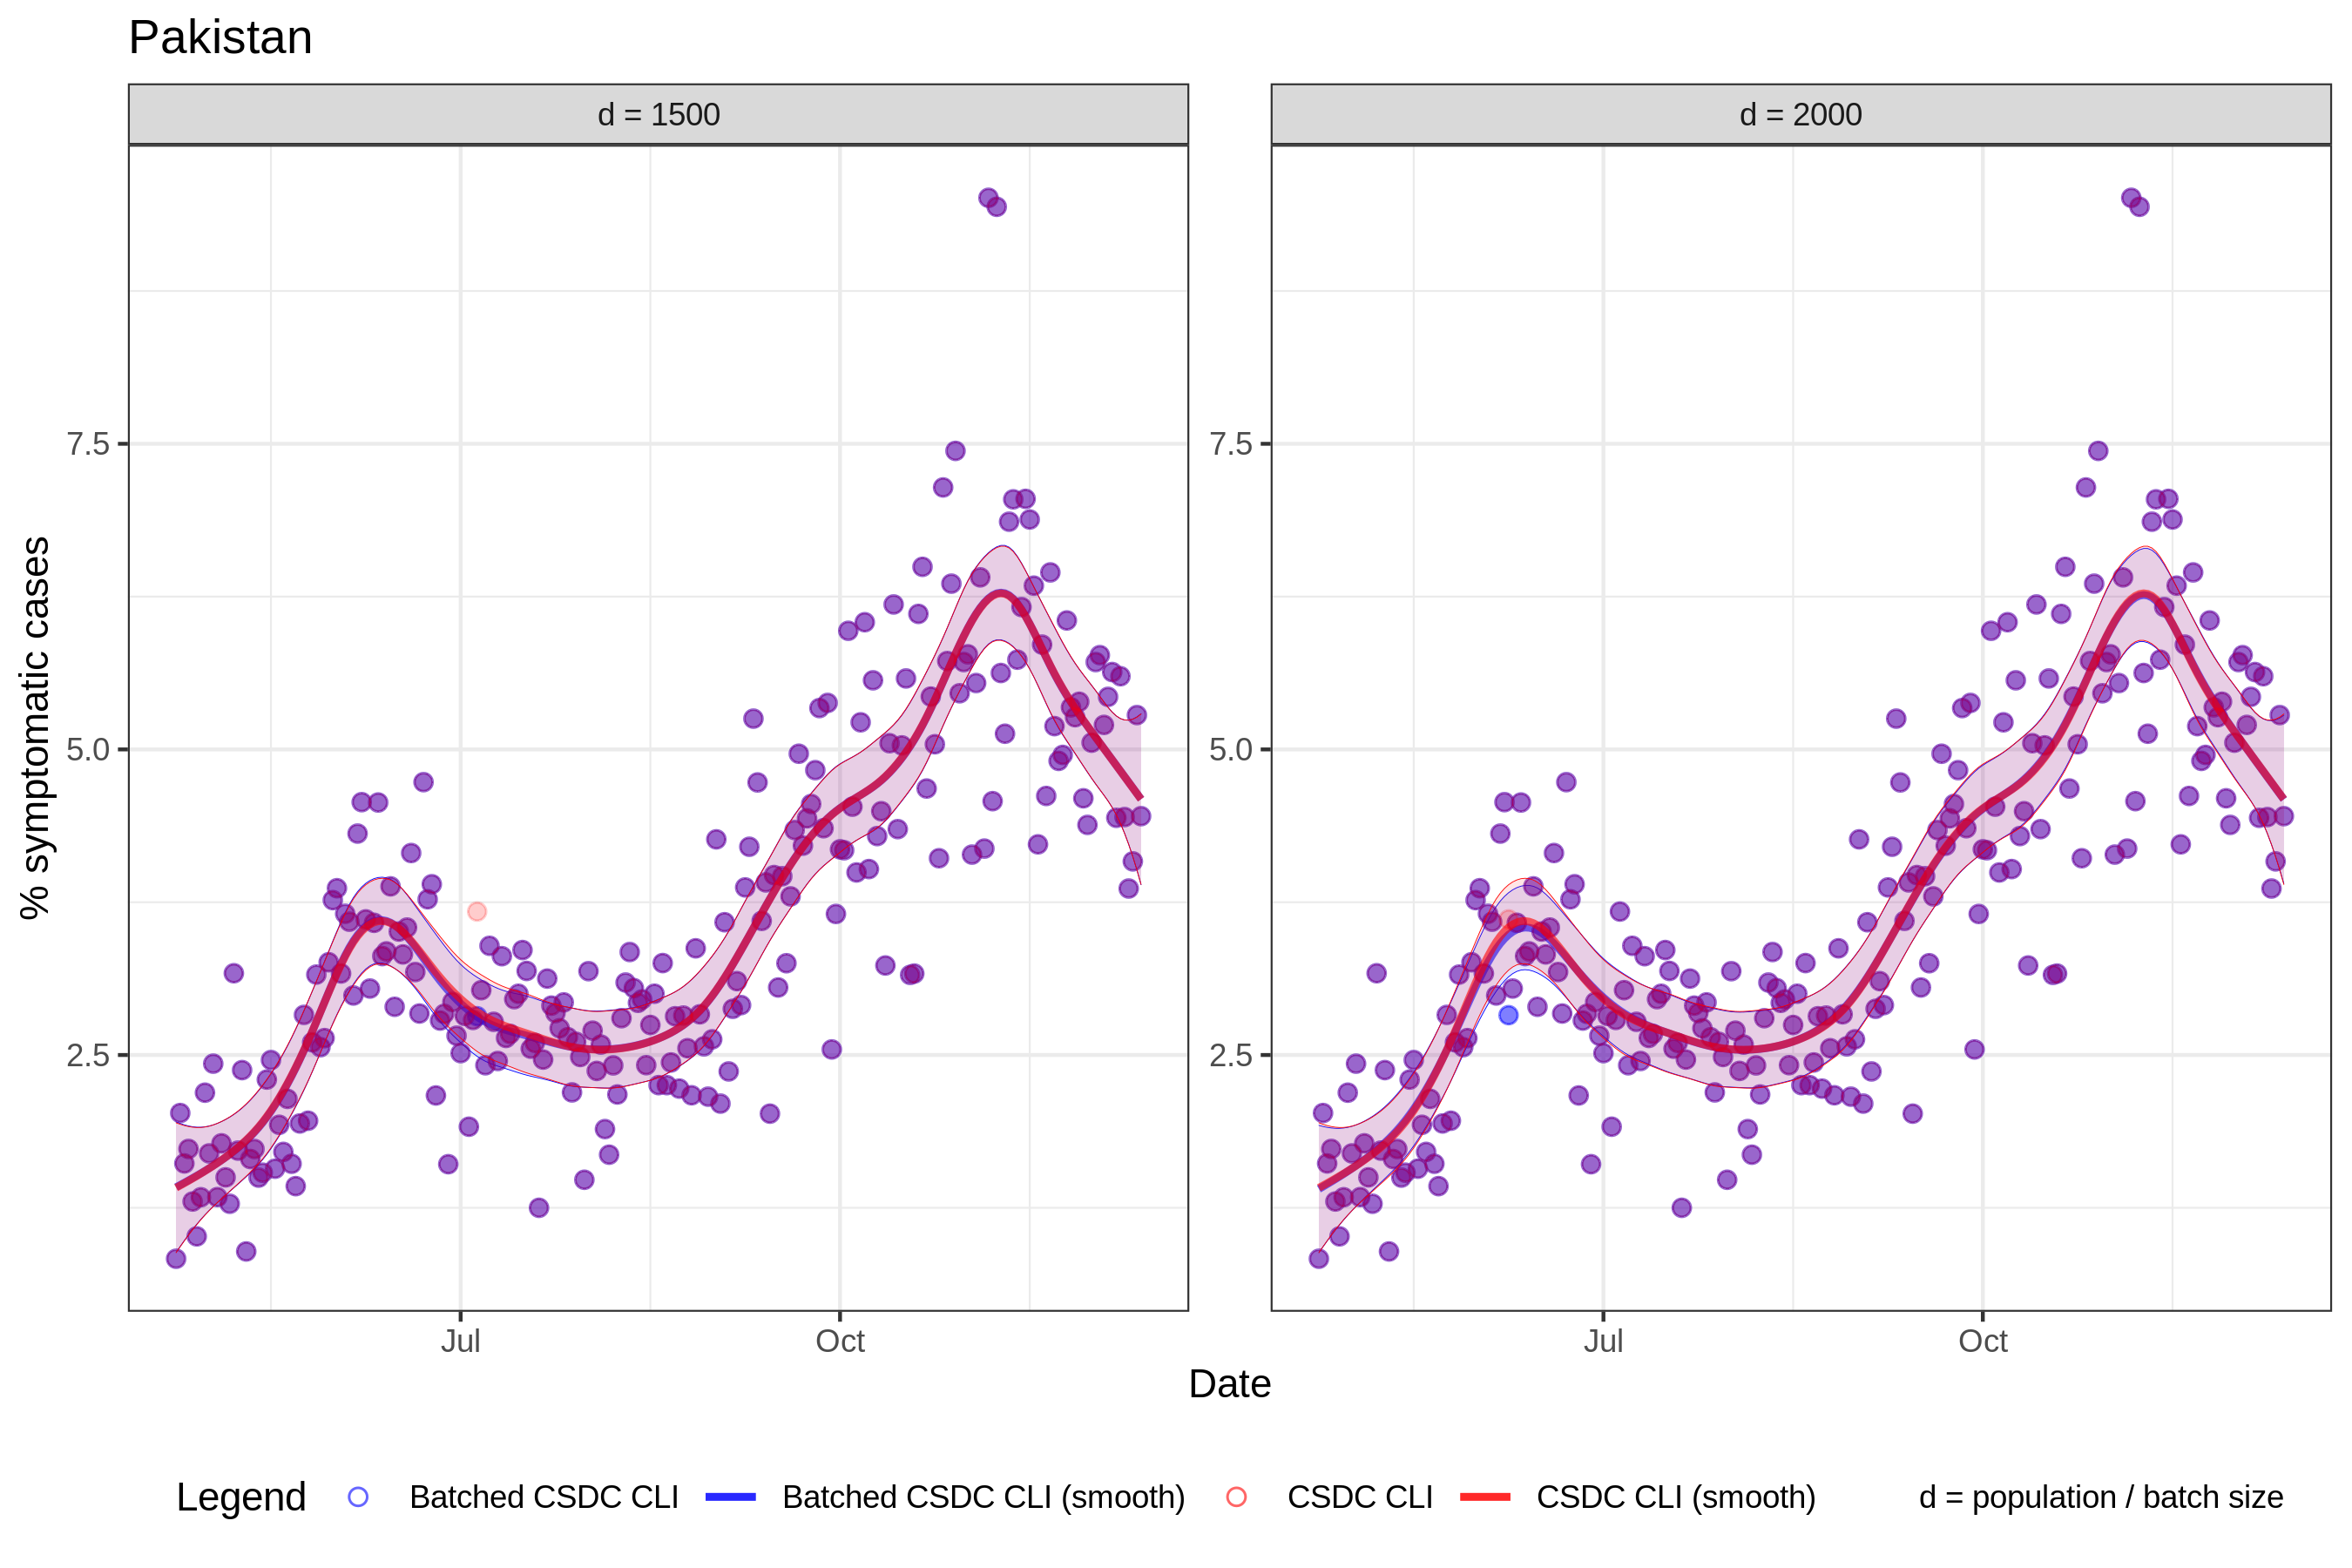 Pakistan
d = 1500
d = 2000
% symptomatic cases
7.5
5.0
2.5
7.5
5.0
2.5
Jul
Oct
Jul
Oct
Date
Legend
Batched CSDC CLI
Batched CSDC CLI (smooth)
CSDC CLI
CSDC CLI (smooth)
d = population / batch size